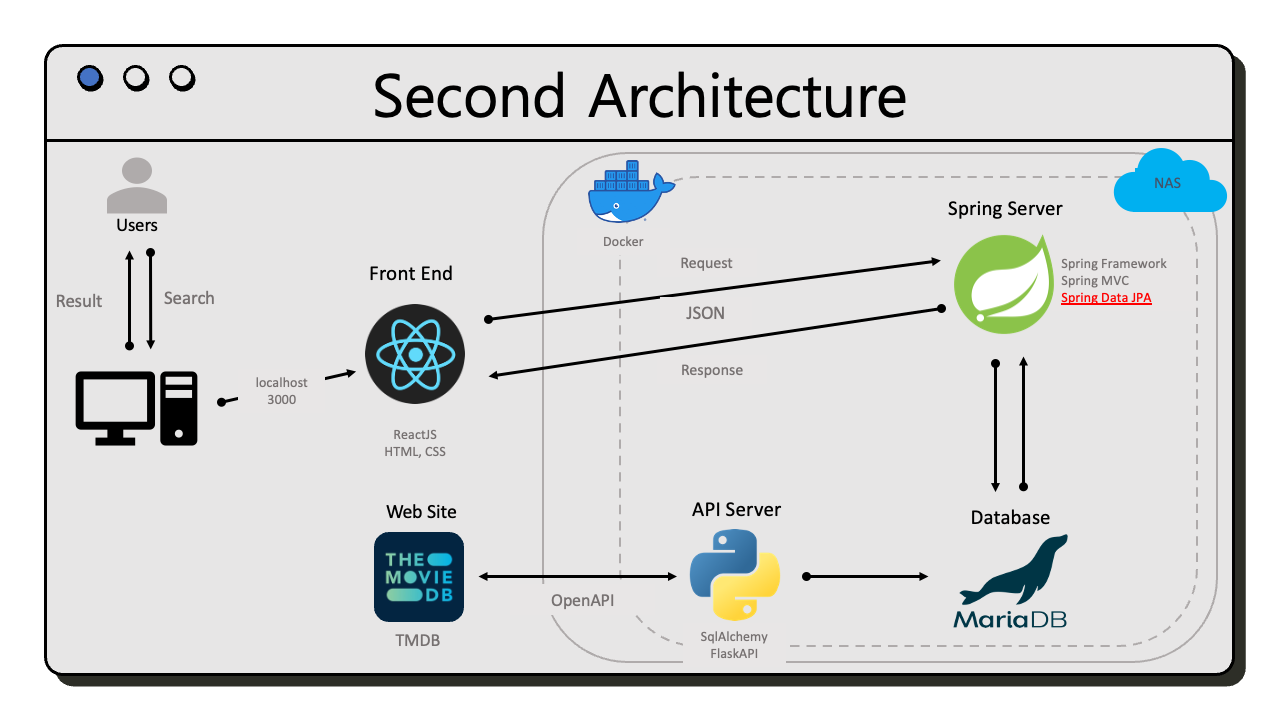 Second Architecture
Users
Result
Search
localhost
3000
Front End
ReactJS
HTML, CSS
Docker
NAS
Request
JSON
Response
Spring Server
Spring Framework
Spring MVC
Spring Data JPA
Web Site
THE
MOVIE
DB
TMDB
OpenAPI
API Server
SqlAlchemy
FlaskAPI
Database
MariaDB